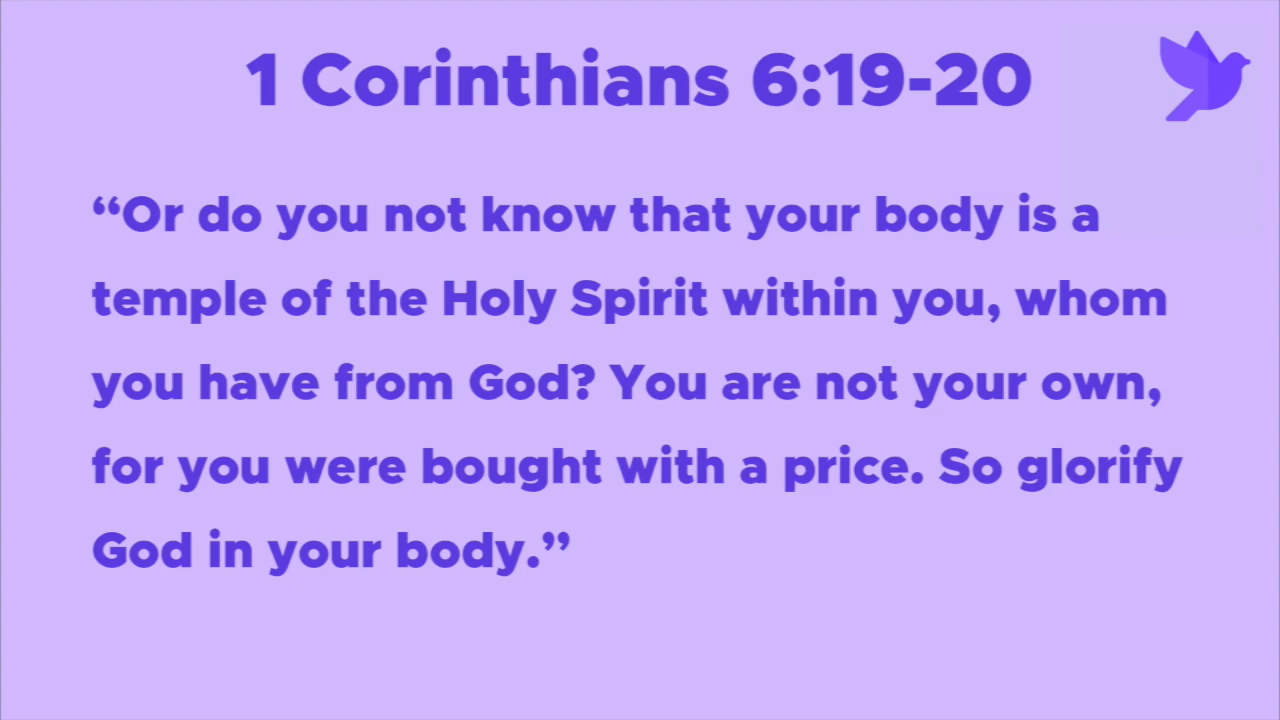 1 Corinthians 6:19-20
“Or do you not know that your body is a
temple of the Holy Spirit within you, whom
you have from God? You are not your own,
for you were bought with a price. So glorify
God in your body.”